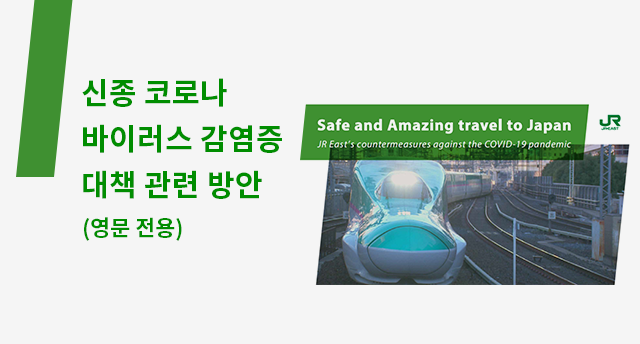 신종 코로나
바이러스 감염증
대책 관련 방안
(영문 전용)
Safe and Amazing travel to Japan
JR East's countermeasures against the COVID-19 pandemic
JR
JR-EAST